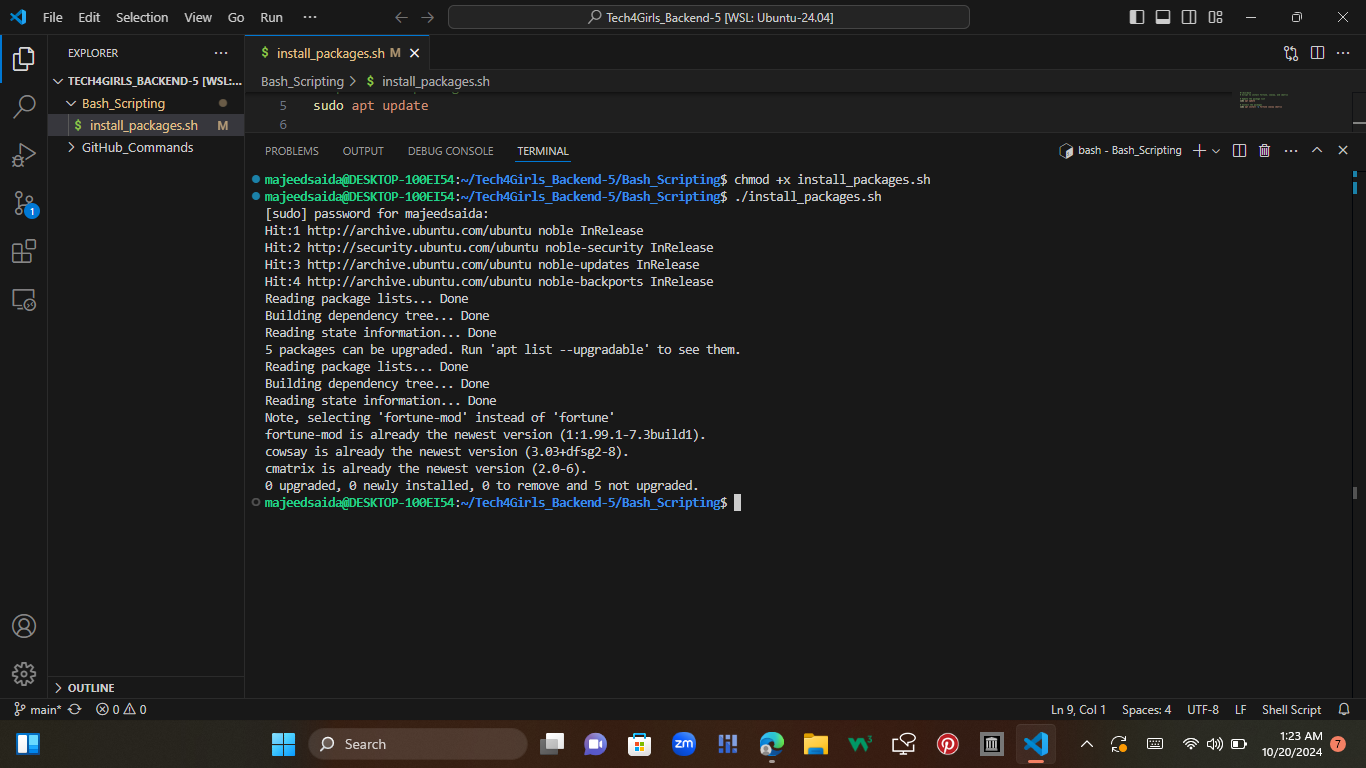 File Edit Selection View Go Run ···
Tech4Girls_Backend-5 [WSL: Ubuntu-24.04]
EXPLORER ···
TECH4GIRLS_BACKEND-5 [WSL:...
Bash_Scripting
$ install_packages.sh M
GitHub_Commands
OUTLINE
1
$ install_packages.sh M
Bash_Scripting > $ install_packages.sh
5 sudo apt update
6
PROBLEMS OUTPUT DEBUG CONSOLE TERMINAL
bash - Bash_Scripting
majeedsaida@DESKTOP-100EI54:~/Tech4Girls_Backend-5/Bash_Scripting$ chmod +x install_packages.sh
majeedsaida@DESKTOP-100EI54:~/Tech4Girls_Backend-5/Bash_Scripting$ ./install_packages.sh
[sudo] password for majeedsaida:
Hit:1 http://archive.ubuntu.com/ubuntu noble InRelease
Hit:2 http://security.ubuntu.com/ubuntu noble-security InRelease
Hit:3 http://archive.ubuntu.com/ubuntu noble-updates InRelease
Hit:4 http://archive.ubuntu.com/ubuntu noble-backports InRelease
Reading package lists... Done
Building dependency tree... Done
Reading state information... Done
5 packages can be upgraded. Run 'apt list --upgradable' to see them.
Reading package lists... Done
Building dependency tree... Done
Reading state information... Done
Note, selecting 'fortune-mod' instead of 'fortune'
fortune-mod is already the newest version (1:1.99.1-7.3build1).
cowsay is already the newest version (3.03+dfsg2-8).
cmatrix is already the newest version (2.0-6).
0 upgraded, 0 newly installed, 0 to remove and 5 not upgraded.
majeedsaida@DESKTOP-100EI54:~/Tech4Girls_Backend-5/Bash_Scripting$
main* 0 0
Ln 9, Col 1 Spaces: 4 UTF-8 LF Shell Script
Search
zm
1:23 AM
10/20/2024
7